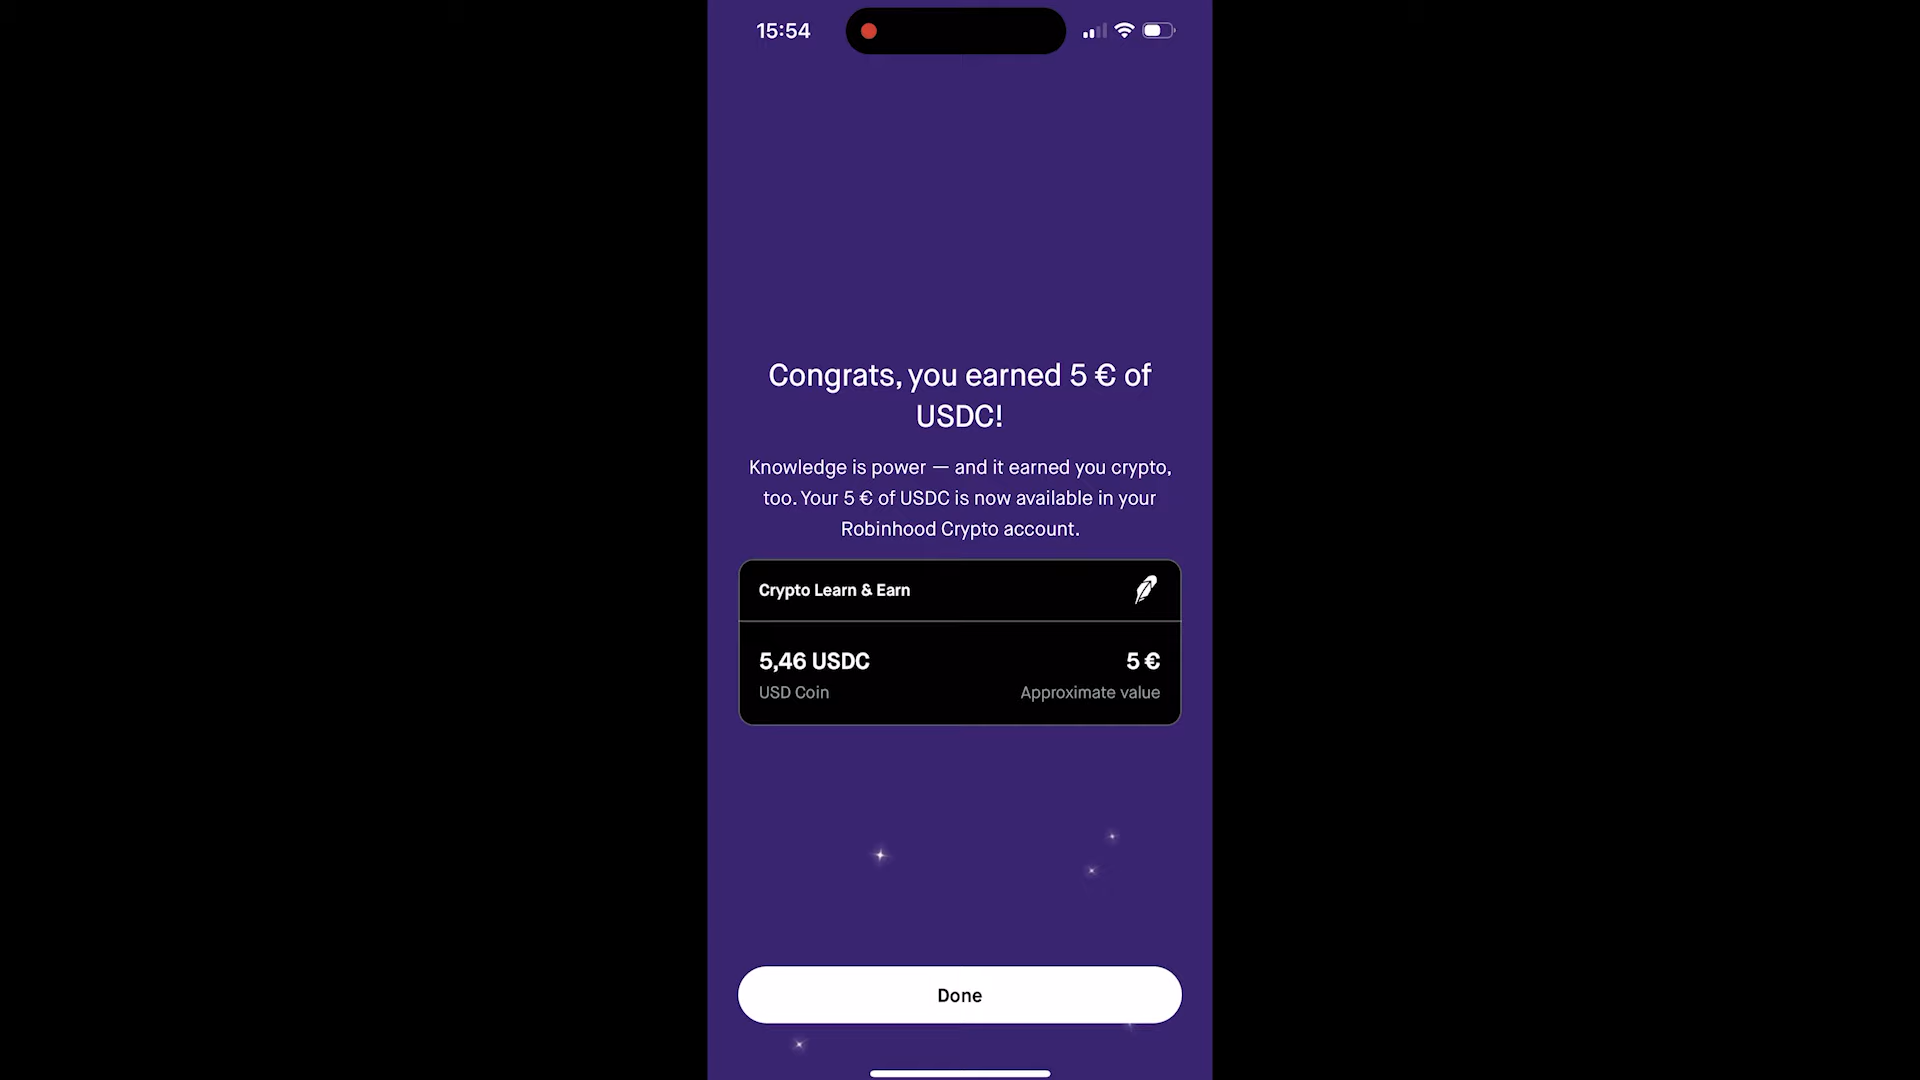 15:54
Congrats, you earned 5 € of
USDC!
Knowledge is power — and it earned you crypto,
too. Your 5 € of USDC is now available in your
Robinhood Crypto account.
Crypto Learn & Earn
5,46 USDC
5 €
USD Coin
Approximate value
Done